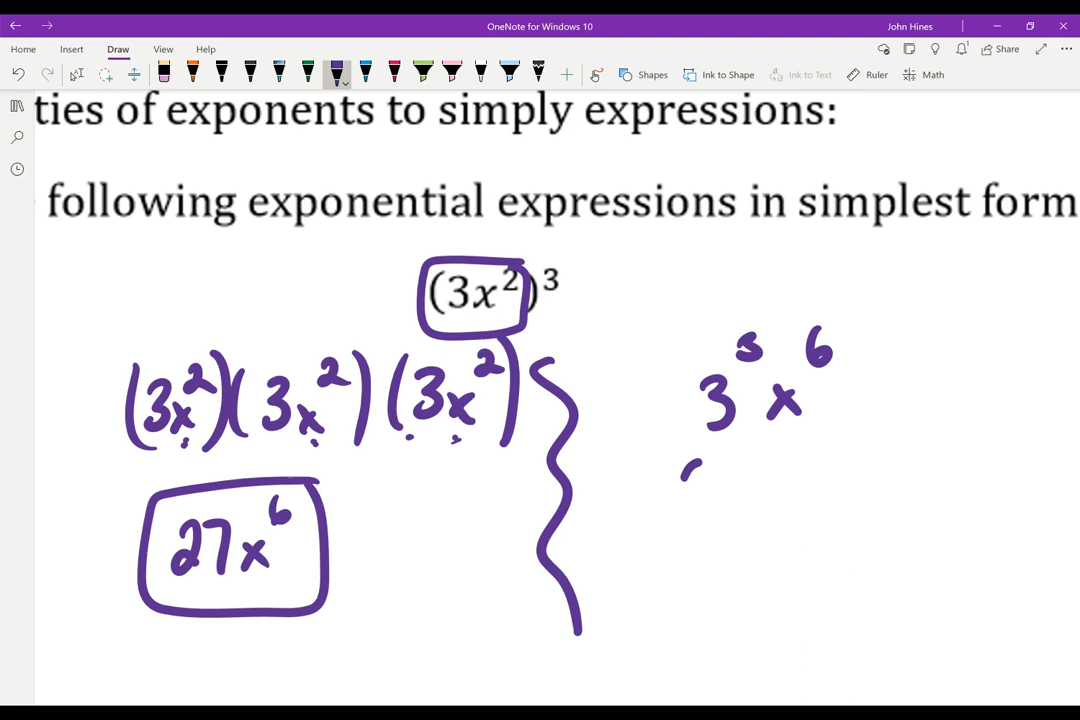 OneNote for Windows 10
John Hines
Home Insert Draw View Help
Share
Shapes Ink to Shape Ink to Text Ruler Math
ties of exponents to simply expressions:
following exponential expressions in simplest form
(3x²)³
(3x²)(3x²)(3x²)
3³x⁶
27x⁶